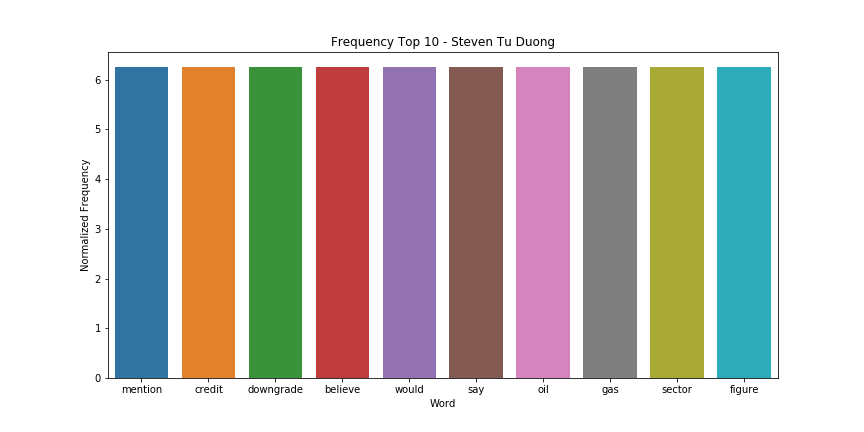 Frequency Top 10 - Steven Tu Duong
Normalized Frequency
6
5
4
3
2
1
0
mention credit downgrade believe would say oil gas sector figure
Word